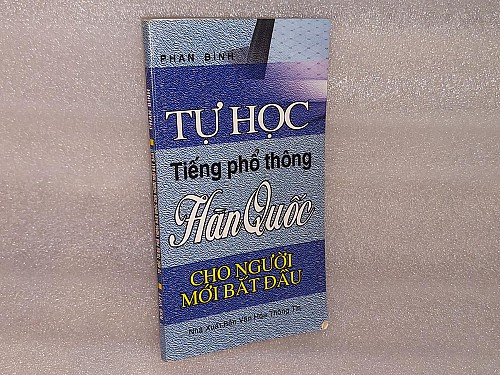 PHAN BÌNH
TỰ HỌC
Tiếng phổ thông
Hàn Quốc
CHO NGƯỜI
MỚI BẮT ĐẦU
Nhà Xuất Bản Văn Hóa Thông Tin